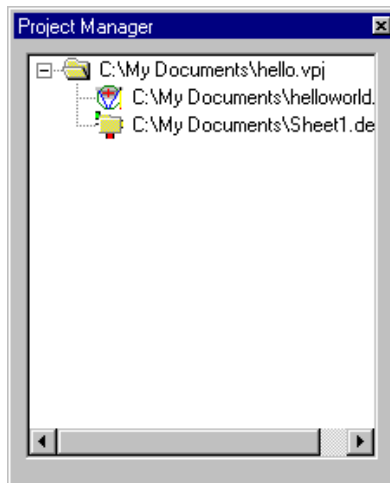 Project Manager
C:\My Documents\hello.vpj
C:\My Documents\helloworld.
C:\My Documents\Sheet1.de